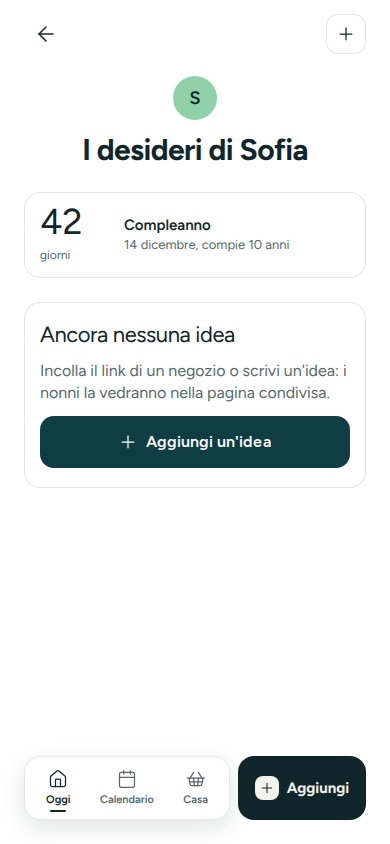 S
I desideri di Sofia
42
giorni
Compleanno
14 dicembre, compie 10 anni
Ancora nessuna idea
Incolla il link di un negozio o scrivi un'idea: i
nonni la vedranno nella pagina condivisa.
Aggiungi un'idea
Oggi
Calendario
Casa
Aggiungi